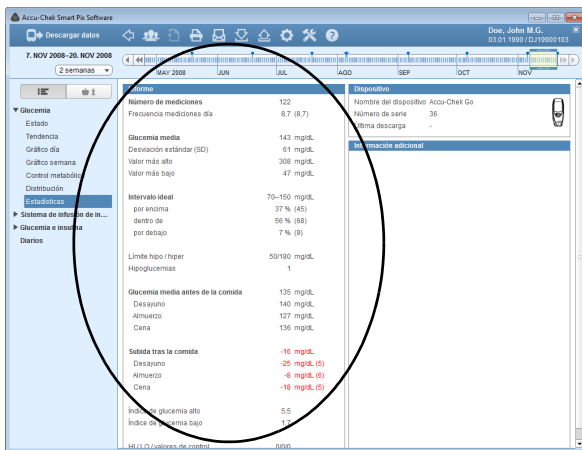 Accu-Chek Smart Pix Software
Descargar datos
Doe, John M.G.
03.01.1990 / DJ19900103
7. NOV 2008–20. NOV 2008
2 semanas
MAY 2008 JUN JUL AGO SEP OCT NOV
Glucemia
Estado
Tendencia
Gráfico día
Gráfico semana
Control metabólico
Distribución
Estadísticas
Sistema de infusión de in...
Glucemia e insulina
Diarios
Informe
Número de mediciones 122
Frecuencia mediciones día 8,7 (8,7)
Glucemia media 143 mg/dL
Desviación estándar (SD) 61 mg/dL
Valor más alto 308 mg/dL
Valor más bajo 47 mg/dL
Intervalo ideal 70–150 mg/dL
por encima 37 % (45)
dentro de 56 % (68)
por debajo 7 % (9)
Límite hipo / hiper 50/180 mg/dL
Hipoglucemias 1
Glucemia media antes de la comida 135 mg/dL
Desayuno 140 mg/dL
Almuerzo 127 mg/dL
Cena 136 mg/dL
Subida tras la comida -16 mg/dL
Desayuno -25 mg/dL (5)
Almuerzo -8 mg/dL (6)
Cena -18 mg/dL (5)
Índice de glucemia alto 5,5
Índice de glucemia bajo 1,7
HI / LO / valores de control 0/0/0
Dispositivo
Nombre del dispositivo Accu-Chek Go
Número de serie 36
Última descarga -
Información adicional